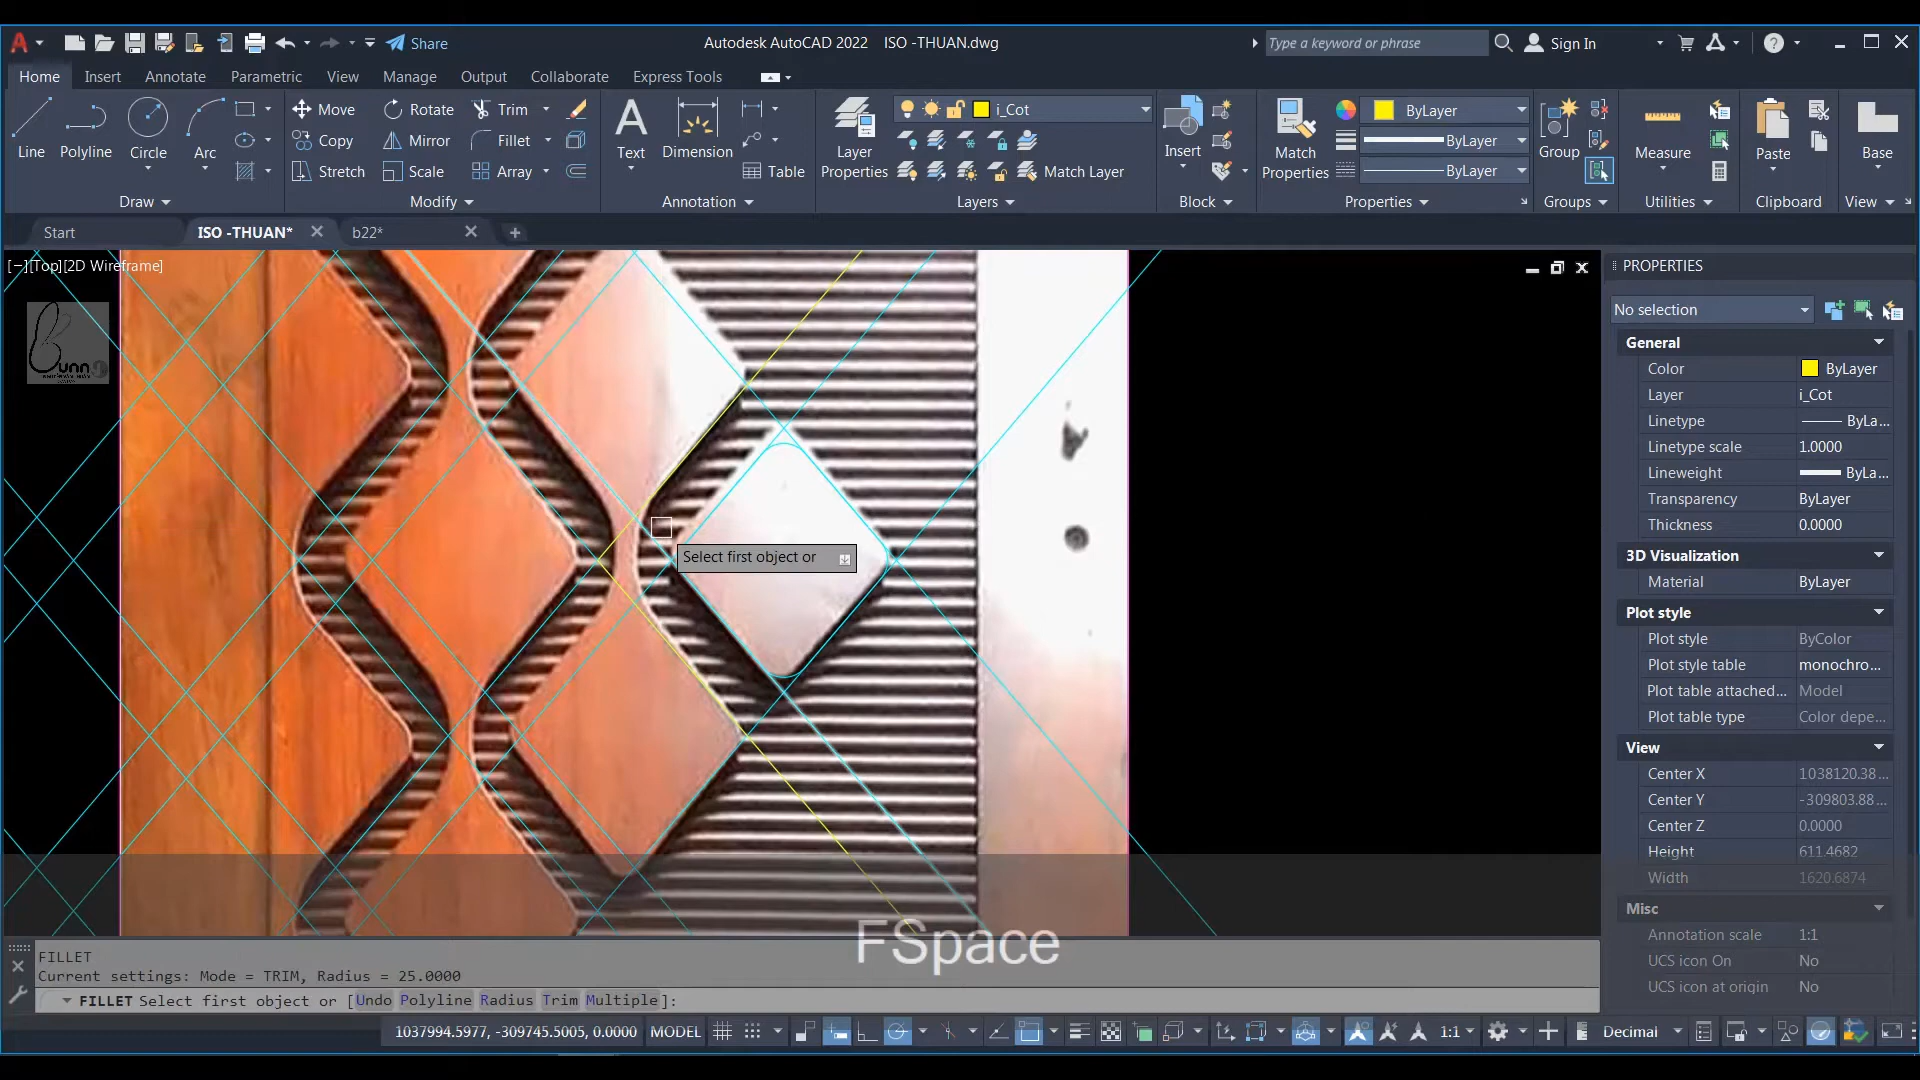 Share
Autodesk AutoCAD 2022 ISO -THUAN.dwg
Type a keyword or phrase
Sign In
Home Insert Annotate Parametric View Manage Output Collaborate Express Tools
Line Polyline Circle Arc
Move Rotate Trim
Copy Mirror Fillet
Stretch Scale Array
Text Dimension Table
Layer Properties
i_Cot
Match Layer
Insert
Match Properties
ByLayer
ByLayer
ByLayer
Group
Measure
Paste
Base
Draw Modify Annotation Layers Block Properties Groups Utilities Clipboard View
Start ISO -THUAN* b22*
[−][Top][2D Wireframe]
Bunn
Select first object or
PROPERTIES
No selection
General
Color ByLayer
Layer i_Cot
Linetype ByLa...
Linetype scale 1.0000
Lineweight ByLa...
Transparency ByLayer
Thickness 0.0000
3D Visualization
Material ByLayer
Plot style
Plot style ByColor
Plot style table monochro...
Plot table attached... Model
Plot table type Color depe...
View
Center X 1038120.38...
Center Y -309803.88...
Center Z 0.0000
Height 611.4682
Width 1620.6874
Misc
Annotation scale 1:1
UCS icon On No
UCS icon at origin No
FSpace
FILLET
Current settings: Mode = TRIM, Radius = 25.0000
FILLET Select first object or [Undo Polyline Radius Trim Multiple]:
1037994.5977, -309745.5005, 0.0000 MODEL 1:1 Decimal